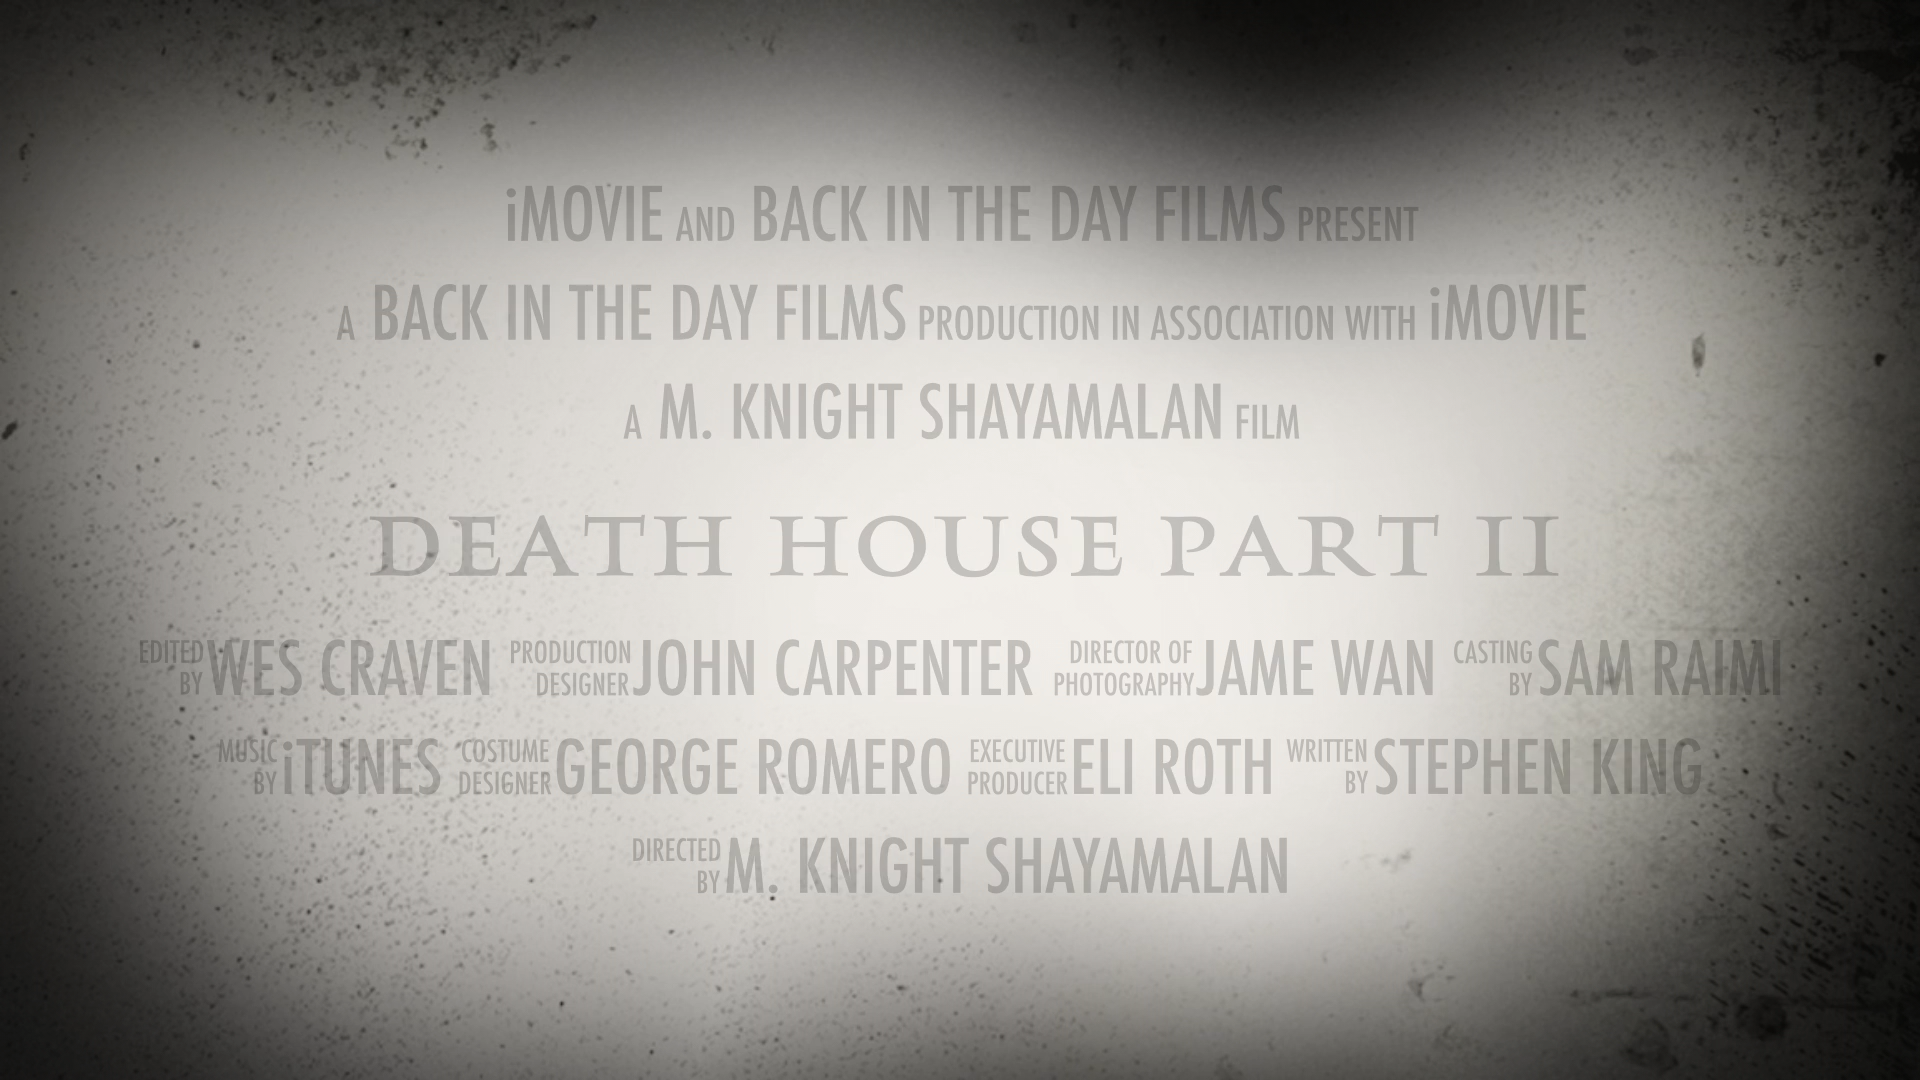 iMOVIE AND BACK IN THE DAY FILMS PRESENT
A BACK IN THE DAY FILMS PRODUCTION IN ASSOCIATION WITH iMOVIE
A M. KNIGHT SHAYAMALAN FILM
DEATH HOUSE PART II
EDITED BY WES CRAVEN PRODUCTION DESIGNER JOHN CARPENTER DIRECTOR OF PHOTOGRAPHY JAME WAN CASTING BY SAM RAIMI
MUSIC BY iTUNES COSTUME DESIGNER GEORGE ROMERO EXECUTIVE PRODUCER ELI ROTH WRITTEN BY STEPHEN KING
DIRECTED BY M. KNIGHT SHAYAMALAN